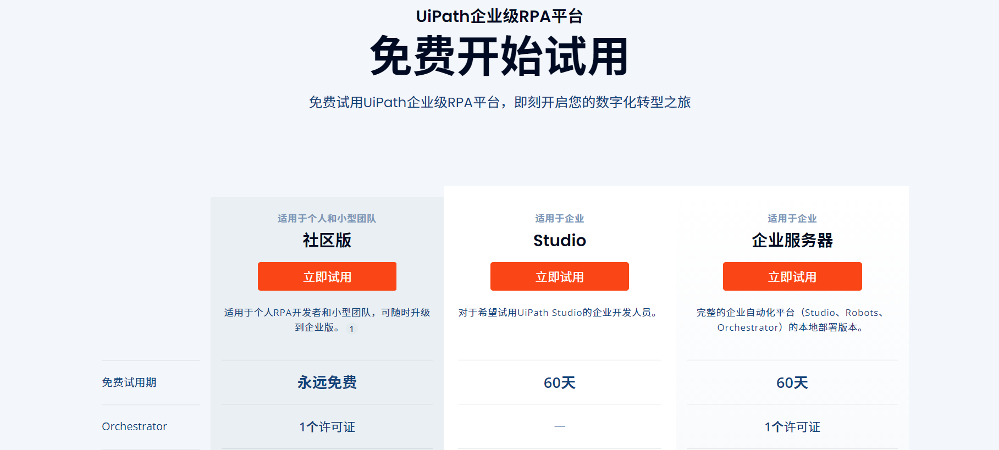 UiPath企业级RPA平台
免费开始试用
免费试用UiPath企业级RPA平台，即刻开启您的数字化转型之旅
适用于个人和小型团队
社区版
立即试用
适用于个人RPA开发者和小型团队，可随时升级
到企业版。 1
适用于企业
Studio
立即试用
对于希望试用UiPath Studio的企业开发人员。
适用于企业
企业服务器
立即试用
完整的企业自动化平台（Studio、Robots、
Orchestrator）的本地部署版本。
免费试用期 永远免费 60天 60天
Orchestrator 1个许可证 — 1个许可证